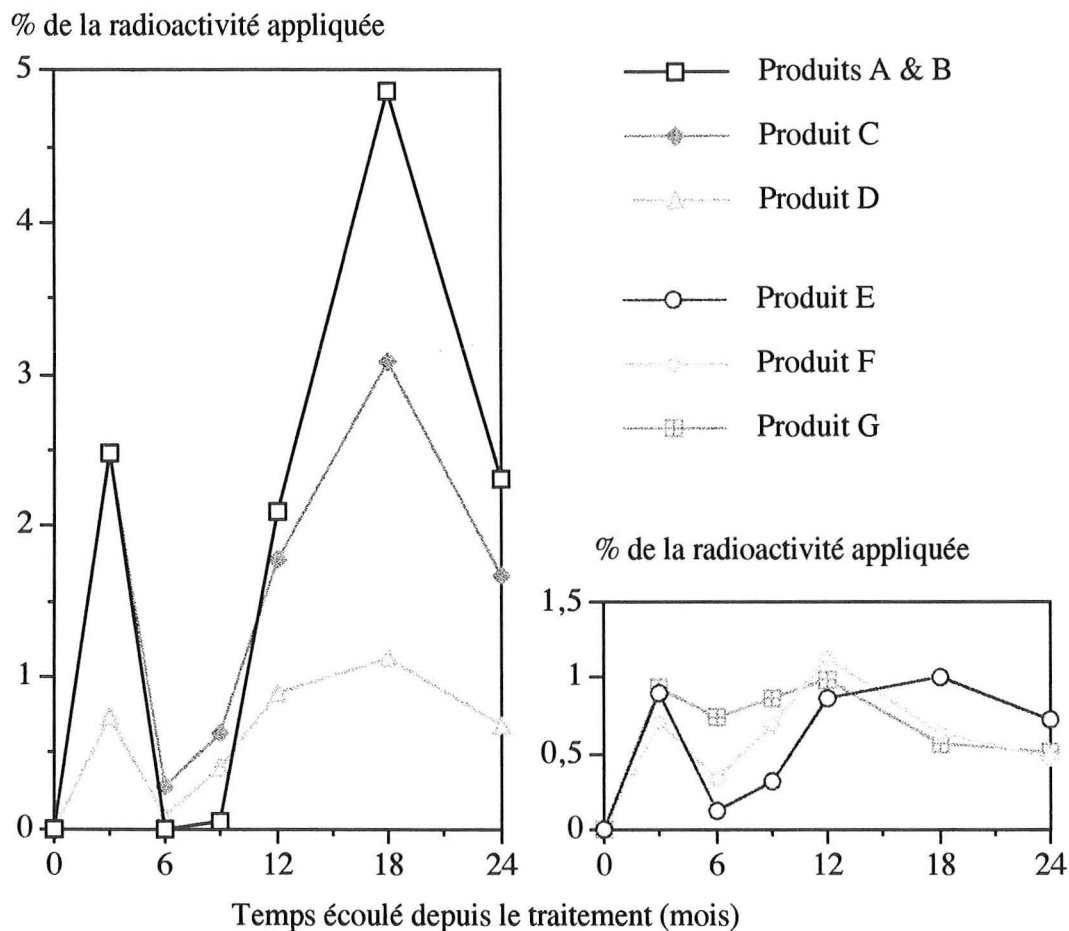 % de la radioactivité appliquée
5
4
3
2
1
0
0 6 12 18 24
Produits A & B
Produit C
Produit D
Produit E
Produit F
Produit G
% de la radioactivité appliquée
1,5
1
0,5
0
0 6 12 18 24
Temps écoulé depuis le traitement (mois)